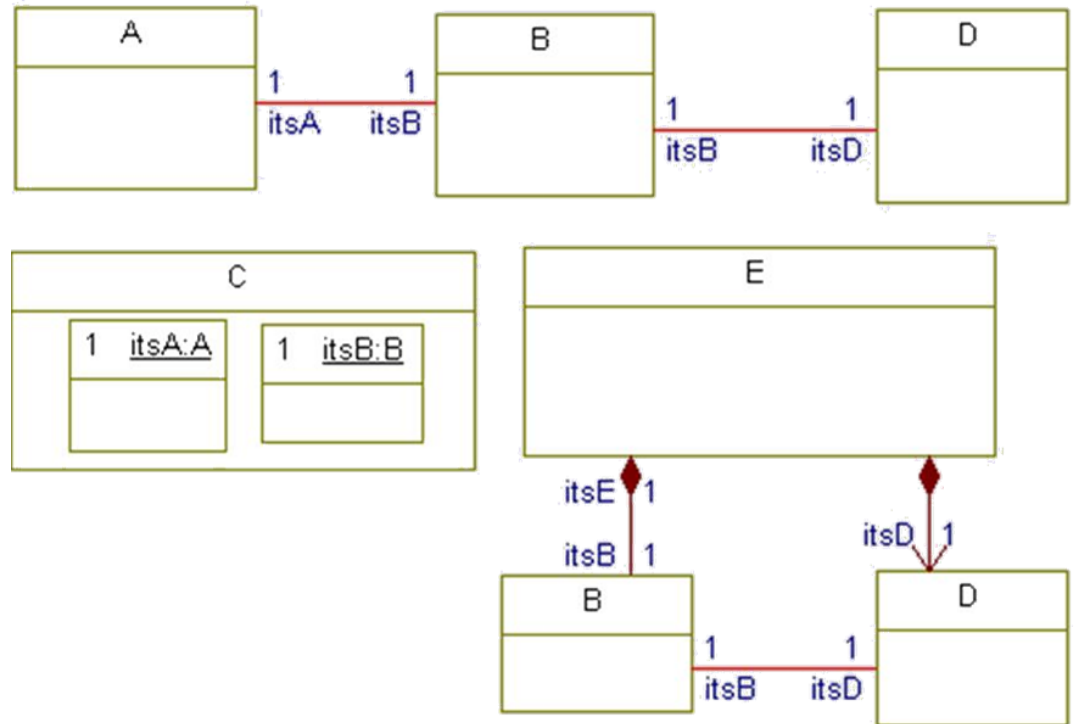 A
B
D
1 1
itsA itsB
1 1
itsB itsD
C
1 itsA:A
1 itsB:B
E
itsE 1
itsB 1
itsD 1
B
D
1 1
itsB itsD